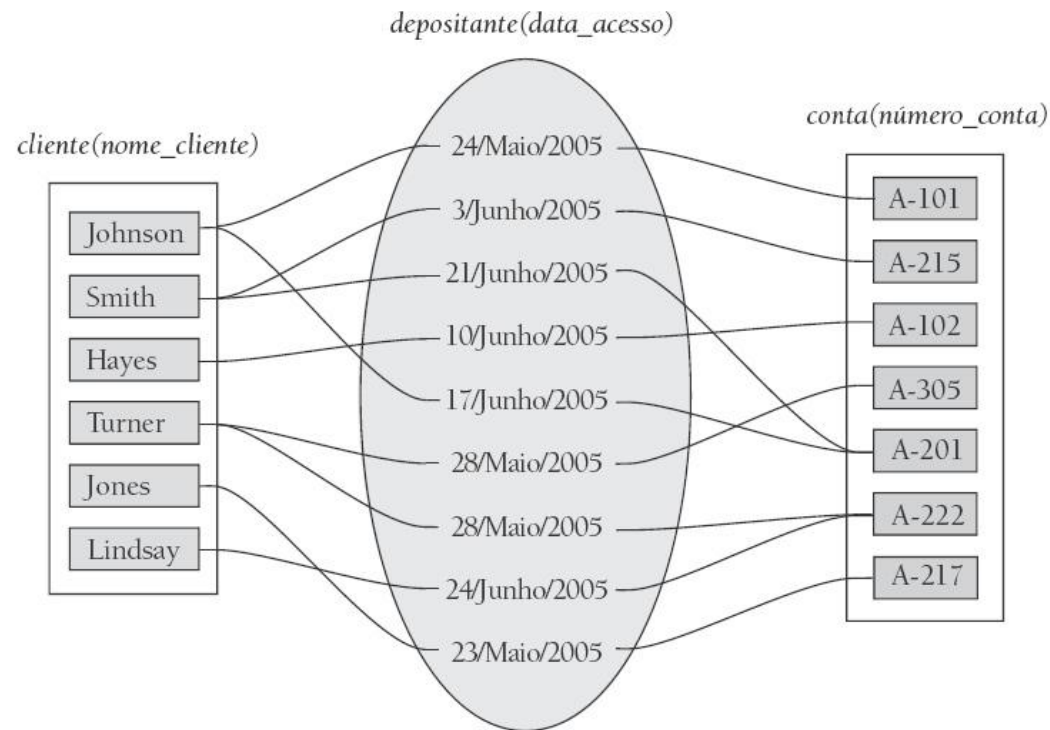 depositante(data_acesso)
cliente(nome_cliente)
conta(número_conta)
Johnson
Smith
Hayes
Turner
Jones
Lindsay
24/Maio/2005
3/Junho/2005
21/Junho/2005
10/Junho/2005
17/Junho/2005
28/Maio/2005
28/Maio/2005
24/Junho/2005
23/Maio/2005
A-101
A-215
A-102
A-305
A-201
A-222
A-217